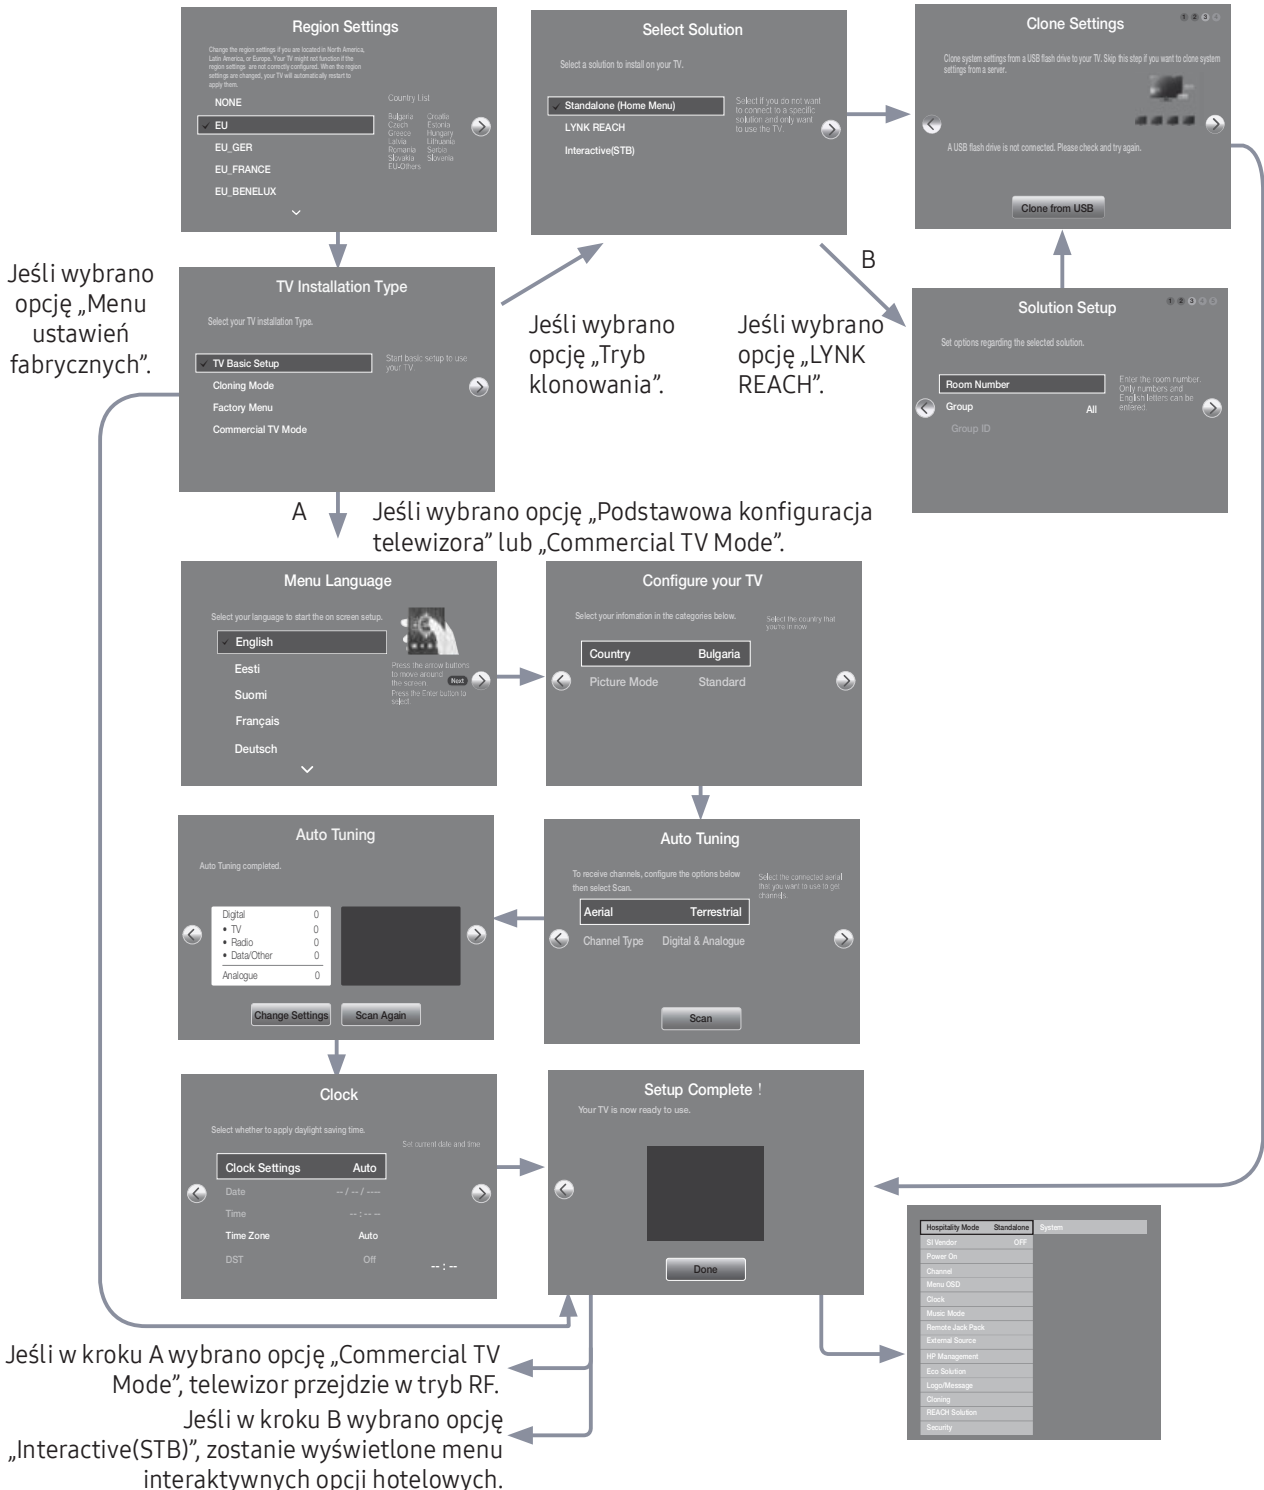 Region Settings
Change the region settings if you are located in North America,
Latin America, or Europe. Your TV might not function if the
region settings are not correctly configured. When the region
settings are changed, your TV will automatically restart to
apply them.
NONE
EU
EU_GER
EU_FRANCE
EU_BENELUX
Country List
Bulgaria Croatia
Czech Estonia
Greece Hungary
Latvia Lithuania
Romania Serbia
Slovakia Slovenia
EU-Others
Select Solution
Select a solution to install on your TV.
Standalone (Home Menu)
LYNK REACH
Interactive(STB)
Select if you do not want
to connect to a specific
solution and only want
to use the TV.
Clone Settings
1 2 3 4
Clone system settings from a USB flash drive to your TV. Skip this step if you want to clone system
settings from a server.
A USB flash drive is not connected. Please check and try again.
Clone from USB
Jeśli wybrano
opcję „Menu
ustawień
fabrycznych”.
TV Installation Type
Select your TV installation Type.
TV Basic Setup
Cloning Mode
Factory Menu
Commercial TV Mode
Start basic setup to use
your TV.
Jeśli wybrano
opcję „Tryb
klonowania”.
B
Jeśli wybrano
opcję „LYNK
REACH”.
Solution Setup
Set options regarding the selected solution.
Room Number
Group All
Group ID
Enter the room number.
Only numbers and
English letters can be
entered.
A
Jeśli wybrano opcję „Podstawowa konfiguracja
telewizora” lub „Commercial TV Mode”.
Menu Language
Select your language to start the on screen setup.
English
Eesti
Suomi
Français
Deutsch
Press the arrow buttons
to move around
the screen. Next
Press the Enter button to
select.
Configure your TV
Select your infomation in the categories below.
Select the country that
you're in now.
Country Bulgaria
Picture Mode Standard
Auto Tuning
Auto Tuning completed.
Digital 0
• TV 0
• Radio 0
• Data/Other 0
Analogue 0
Change Settings Scan Again
Auto Tuning
To receive channels, configure the options below
then select Scan.
Select the connected aerial
that you want to use to get
channels.
Aerial Terrestrial
Channel Type Digital & Analogue
Scan
Clock
Select whether to apply daylight saving time.
Set current date and time
Clock Settings Auto
Date -- / -- / ----
Time -- : -- --
Time Zone Auto
DST Off
-- : --
Setup Complete !
Your TV is now ready to use.
Done
Hospitality Mode Standalone System
SI Vendor OFF
Power On
Channel
Menu OSD
Clock
Music Mode
Remote Jack Pack
External Source
HP Management
Eco Solution
Logo/Message
Cloning
REACH Solution
Security
Jeśli w kroku A wybrano opcję „Commercial TV
Mode”, telewizor przejdzie w tryb RF.
Jeśli w kroku B wybrano opcję
„Interactive(STB)”, zostanie wyświetlone menu
interaktywnych opcji hotelowych.